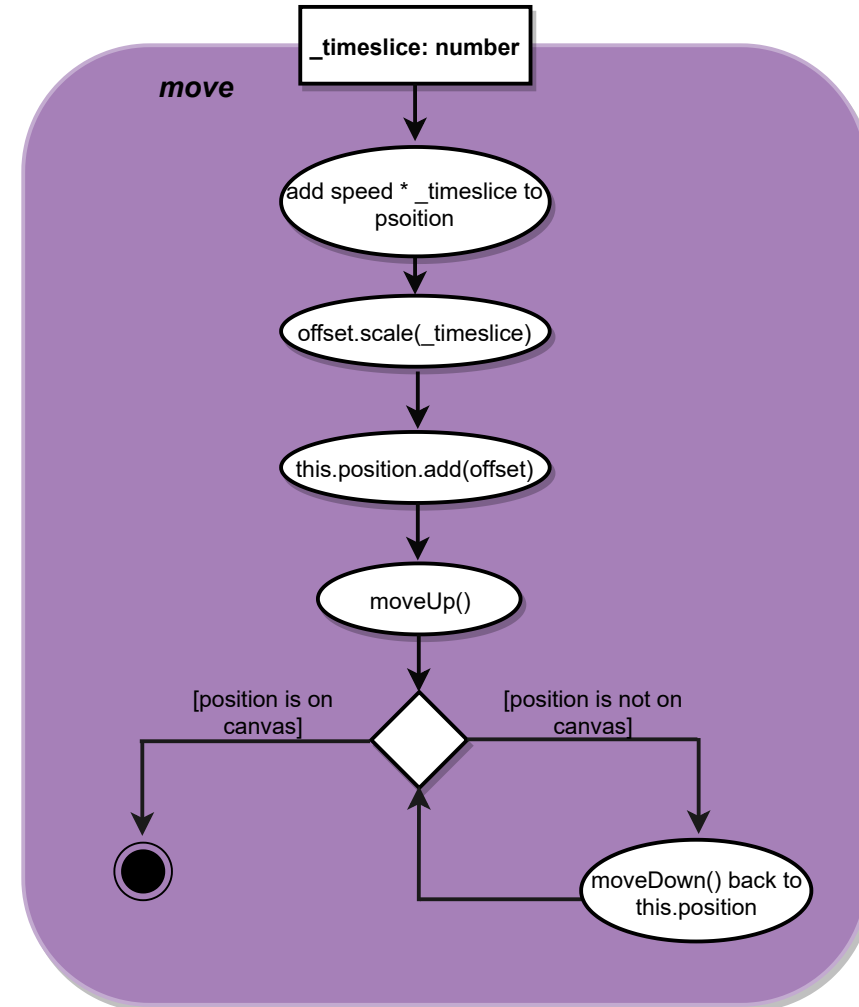 _timeslice: number
move
add speed * _timeslice to
psoition
offset.scale(_timeslice)
this.position.add(offset)
moveUp()
[position is on
canvas]
[position is not on
canvas]
moveDown() back to
this.position